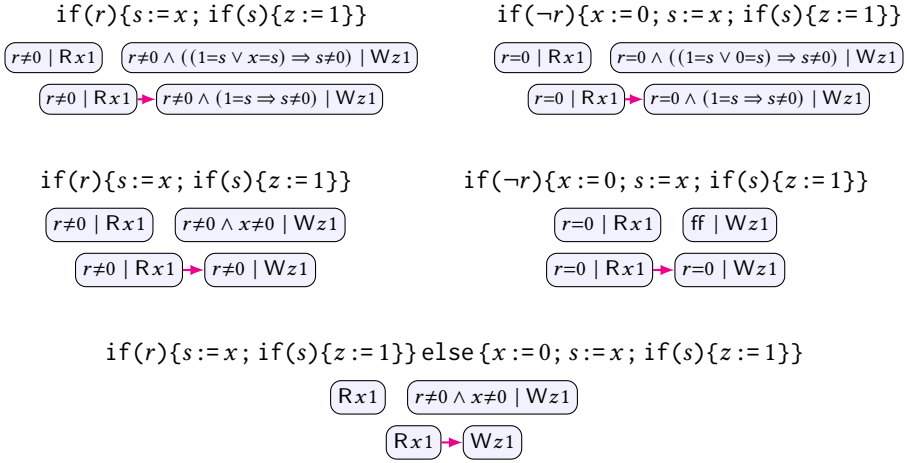 if(r){s:=x; if(s){z:=1}} if(¬r){x:=0; s:=x; if(s){z:=1}}
r≠0 | Rx1 r≠0 ∧ ((1=s ∨ x=s) ⇒ s≠0) | Wz1 r=0 | Rx1 r=0 ∧ ((1=s ∨ 0=s) ⇒ s≠0) | Wz1
r≠0 | Rx1 r≠0 ∧ (1=s ⇒ s≠0) | Wz1 r=0 | Rx1 r=0 ∧ (1=s ⇒ s≠0) | Wz1
if(r){s:=x; if(s){z:=1}} if(¬r){x:=0; s:=x; if(s){z:=1}}
r≠0 | Rx1 r≠0 ∧ x≠0 | Wz1 r=0 | Rx1 ff | Wz1
r≠0 | Rx1 r≠0 | Wz1 r=0 | Rx1 r=0 | Wz1
if(r){s:=x; if(s){z:=1}} else {x:=0; s:=x; if(s){z:=1}}
Rx1 r≠0 ∧ x≠0 | Wz1
Rx1 Wz1